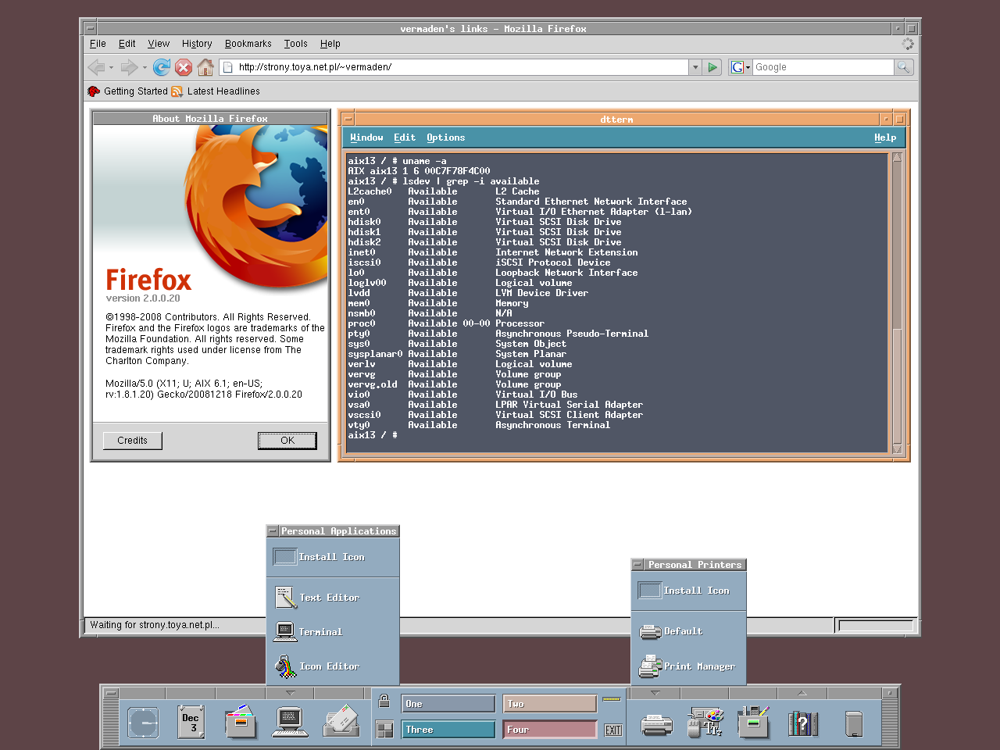 vermaden's links - Mozilla Firefox
File Edit View History Bookmarks Tools Help
http://strony.toya.net.pl/~vermaden/
G Google
Getting Started Latest Headlines
About Mozilla Firefox
Firefox
version 2.0.0.20
©1998-2008 Contributors. All Rights Reserved.
Firefox and the Firefox logos are trademarks of the
Mozilla Foundation. All rights reserved. Some
trademark rights used under license from The
Charlton Company.
Mozilla/5.0 (X11; U; AIX 6.1; en-US;
rv:1.8.1.20) Gecko/20081218 Firefox/2.0.0.20
Credits OK
dtterm
Window Edit Options Help
aix13 / # uname -a
AIX aix13 1 6 00C7F78F4C00
aix13 / # lsdev | grep -i available
L2cache0 Available L2 Cache
en0 Available Standard Ethernet Network Interface
ent0 Available Virtual I/O Ethernet Adapter (l-lan)
hdisk0 Available Virtual SCSI Disk Drive
hdisk1 Available Virtual SCSI Disk Drive
hdisk2 Available Virtual SCSI Disk Drive
inet0 Available Internet Network Extension
iscsi0 Available iSCSI Protocol Device
lo0 Available Loopback Network Interface
loglv00 Available Logical volume
lvdd Available LVM Device Driver
mem0 Available Memory
nsmb0 Available N/A
proc0 Available 00-00 Processor
pty0 Available Asynchronous Pseudo-Terminal
sys0 Available System Object
sysplanar0 Available System Planar
verlv Available Logical volume
vervg Available Volume group
vervg.old Available Volume group
vio0 Available Virtual I/O Bus
vsa0 Available LPAR Virtual Serial Adapter
vscsi0 Available Virtual SCSI Client Adapter
vty0 Available Asynchronous Terminal
aix13 / #
Personal Applications
Install Icon
Text Editor
Terminal
Icon Editor
Personal Printers
Install Icon
Default
Print Manager
Waiting for strony.toya.net.pl...
Dec
3
One Two
Three Four
EXIT
TTT
?